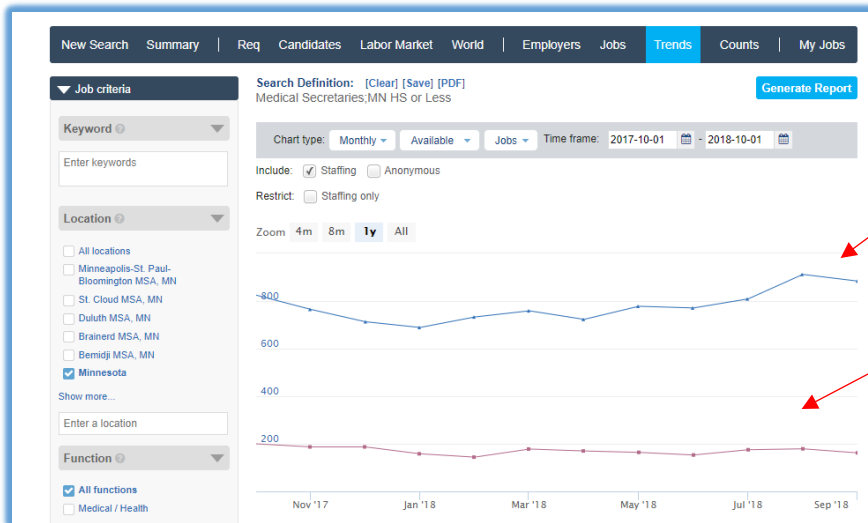 New Search Summary | Req Candidates Labor Market World | Employers Jobs Trends Counts | My Jobs
Job criteria
Keyword
Enter keywords
Location
All locations
Minneapolis-St. Paul-
Bloomington MSA, MN
St. Cloud MSA, MN
Duluth MSA, MN
Brainerd MSA, MN
Bemidji MSA, MN
Minnesota
Show more...
Enter a location
Function
All functions
Medical / Health
Search Definition: [Clear] [Save] [PDF]
Medical Secretaries;MN HS or Less
Generate Report
Chart type: Monthly Available Jobs Time frame: 2017-10-01 - 2018-10-01
Include: Staffing Anonymous
Restrict: Staffing only
Zoom 4m 8m 1y All
800
600
400
200
Nov '17 Jan '18 Mar '18 May '18 Jul '18 Sep '18